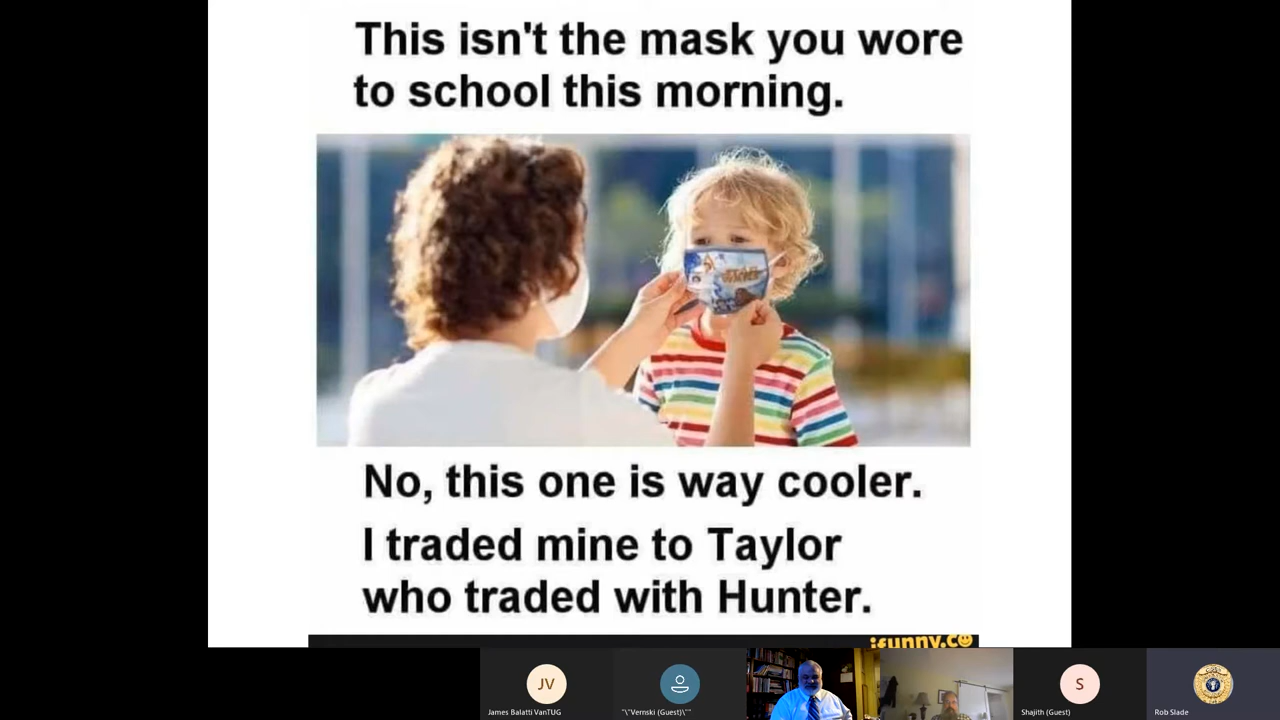 This isn't the mask you wore
to school this morning.
No, this one is way cooler.
I traded mine to Taylor
who traded with Hunter.
ifunny.co
JV
S
James Balatti VanTUG
"\"Vernski (Guest)\""
Shajith (Guest)
Rob Slade